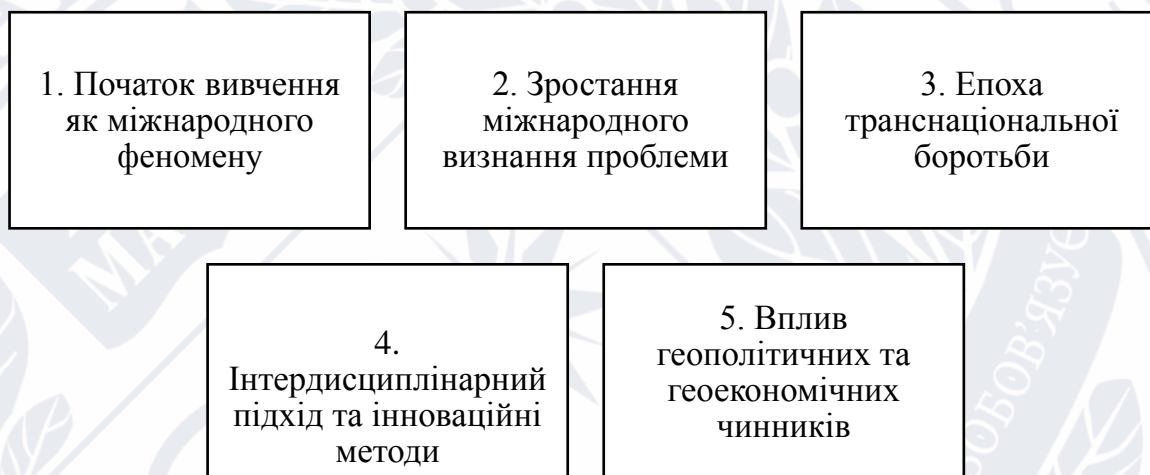 1. Початок вивчення
як міжнародного
феномену
2. Зростання
міжнародного
визнання проблеми
3. Епоха
транснаціональної
боротьби
4.
Інтердисциплінарний
підхід та інноваційні
методи
5. Вплив
геополітичних та
геоекономічних
чинників